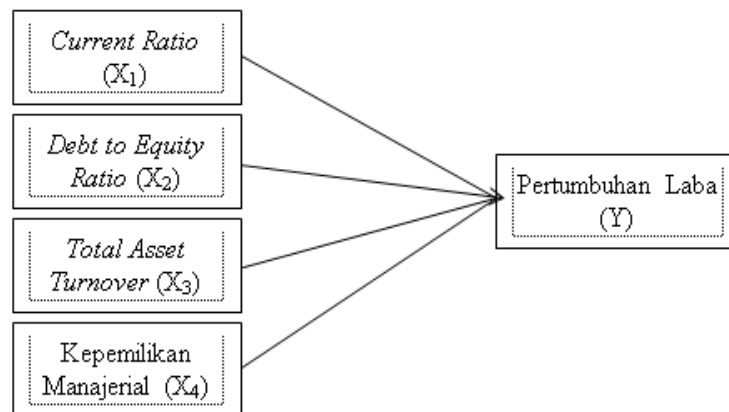 Current Ratio
(X₁)
Debt to Equity
Ratio (X₂)
Total Asset
Turnover (X₃)
Kepemilikan
Manajerial (X₄)
Pertumbuhan Laba
(Y)